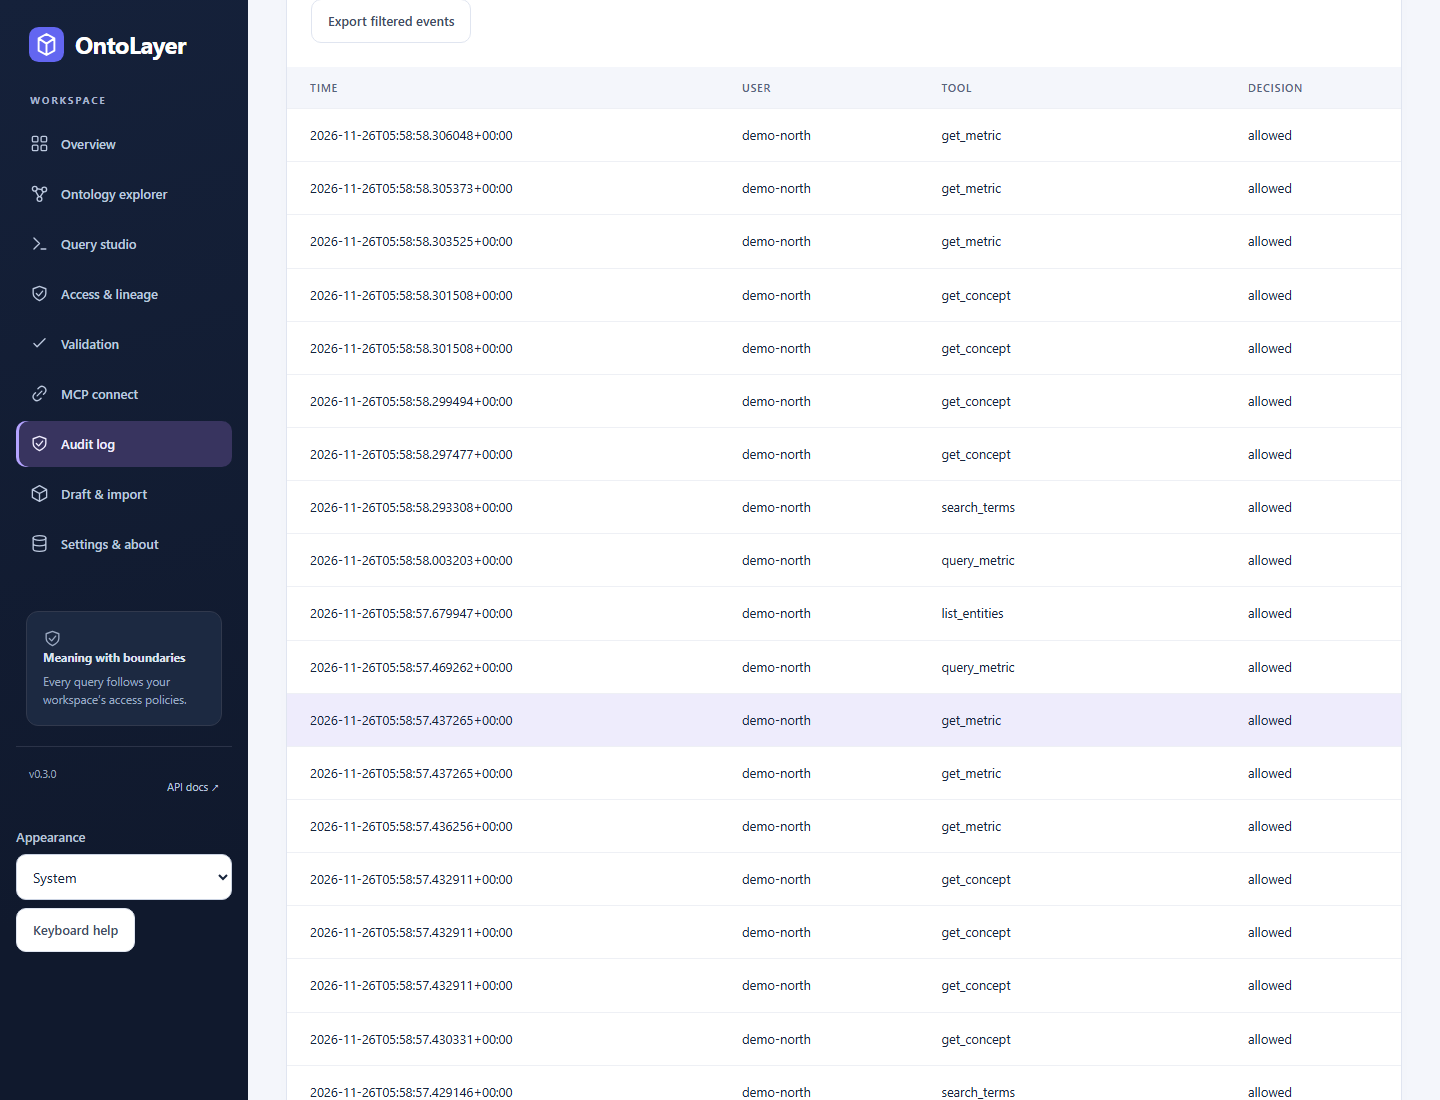 OntoLayer
WORKSPACE
Overview
Ontology explorer
Query studio
Access & lineage
Validation
MCP connect
Audit log
Draft & import
Settings & about
Meaning with boundaries
Every query follows your
workspace's access policies.
v0.3.0
API docs ↗
Appearance
System
Keyboard help
Export filtered events
TIME USER TOOL DECISION
2026-11-26T05:58:58.306048+00:00 demo-north get_metric allowed
2026-11-26T05:58:58.305373+00:00 demo-north get_metric allowed
2026-11-26T05:58:58.303525+00:00 demo-north get_metric allowed
2026-11-26T05:58:58.301508+00:00 demo-north get_concept allowed
2026-11-26T05:58:58.301508+00:00 demo-north get_concept allowed
2026-11-26T05:58:58.299494+00:00 demo-north get_concept allowed
2026-11-26T05:58:58.297477+00:00 demo-north get_concept allowed
2026-11-26T05:58:58.293308+00:00 demo-north search_terms allowed
2026-11-26T05:58:58.003203+00:00 demo-north query_metric allowed
2026-11-26T05:58:57.679947+00:00 demo-north list_entities allowed
2026-11-26T05:58:57.469262+00:00 demo-north query_metric allowed
2026-11-26T05:58:57.437265+00:00 demo-north get_metric allowed
2026-11-26T05:58:57.437265+00:00 demo-north get_metric allowed
2026-11-26T05:58:57.436256+00:00 demo-north get_metric allowed
2026-11-26T05:58:57.432911+00:00 demo-north get_concept allowed
2026-11-26T05:58:57.432911+00:00 demo-north get_concept allowed
2026-11-26T05:58:57.432911+00:00 demo-north get_concept allowed
2026-11-26T05:58:57.430331+00:00 demo-north get_concept allowed
2026-11-26T05:58:57.429146+00:00 demo-north search_terms allowed